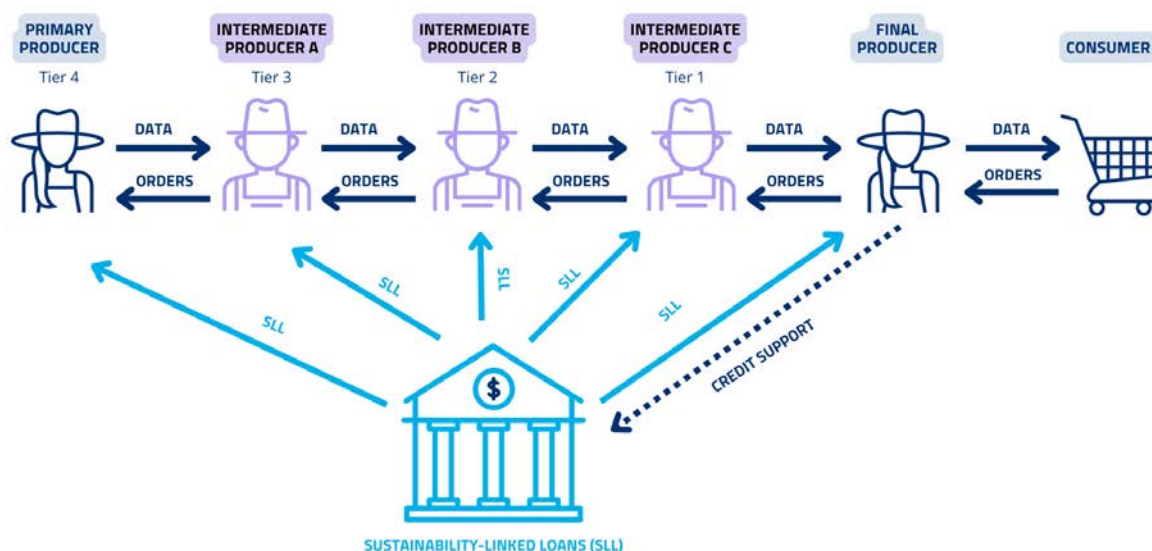 PRIMARY
PRODUCER
Tier 4
INTERMEDIATE
PRODUCER A
Tier 3
INTERMEDIATE
PRODUCER B
Tier 2
INTERMEDIATE
PRODUCER C
Tier 1
FINAL
PRODUCER
CONSUMER
DATA
DATA
DATA
DATA
DATA
ORDERS
ORDERS
ORDERS
ORDERS
ORDERS
SLL
SLL
SLL
SLL
SLL
CREDIT SUPPORT
$
SUSTAINABILITY-LINKED LOANS (SLL)